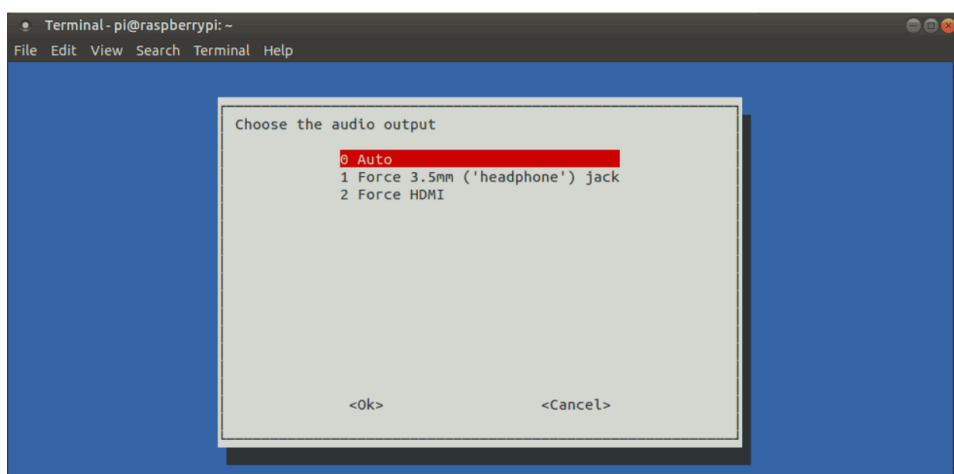 Terminal - pi@raspberrypi: ~
File Edit View Search Terminal Help
Choose the audio output
0 Auto
1 Force 3.5mm ('headphone') jack
2 Force HDMI
<Ok> <Cancel>